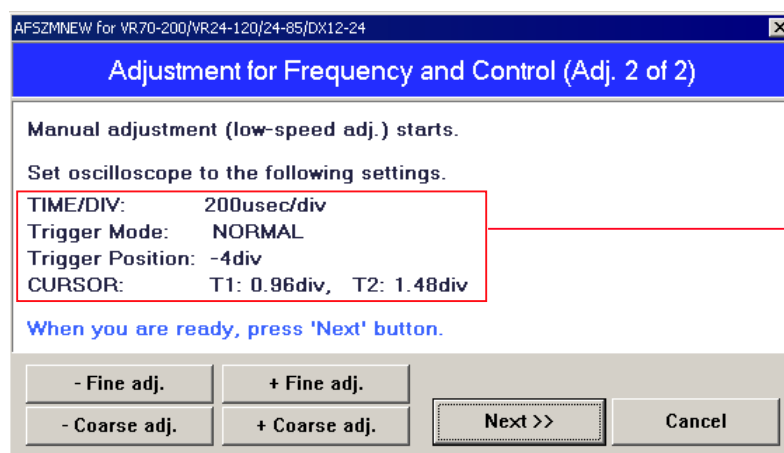 AFSZMNEW for VR70-200/VR24-120/24-85/DX12-24
Adjustment for Frequency and Control (Adj. 2 of 2)
Manual adjustment (low-speed adj.) starts.
Set oscilloscope to the following settings.
TIME/DIV: 200usec/div
Trigger Mode: NORMAL
Trigger Position: -4div
CURSOR: T1: 0.96div, T2: 1.48div
When you are ready, press 'Next' button.
- Fine adj. + Fine adj.
- Coarse adj. + Coarse adj. Next >> Cancel